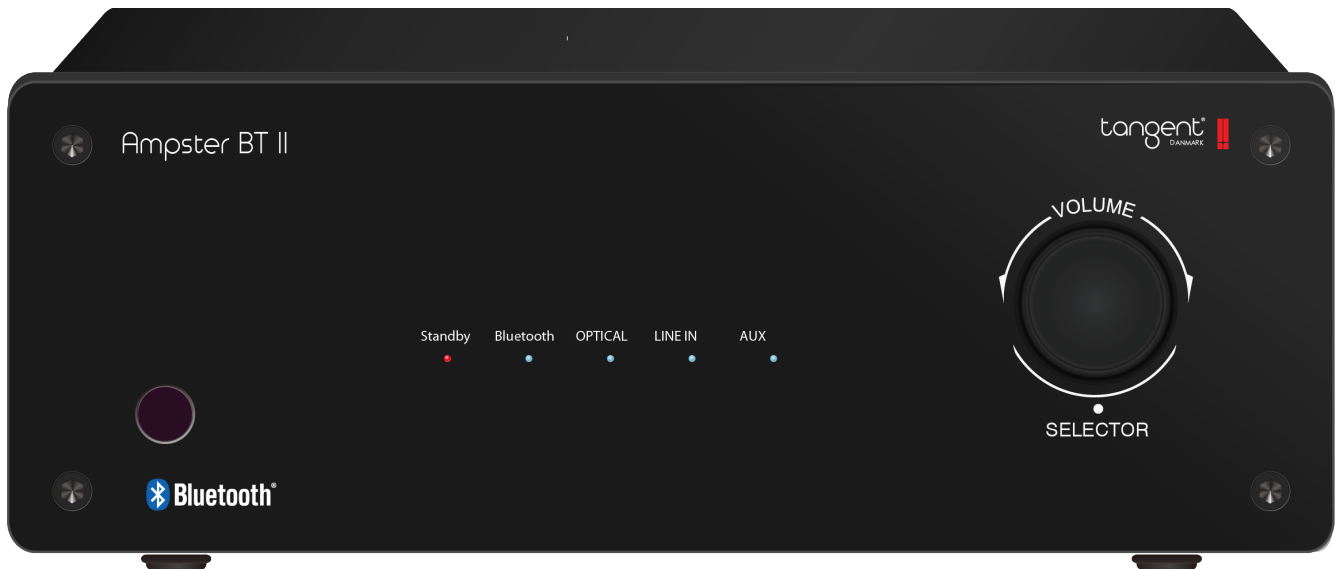 Ampster BT II
tangent®
DANMARK
VOLUME
Standby Bluetooth OPTICAL LINE IN AUX
SELECTOR
Bluetooth®